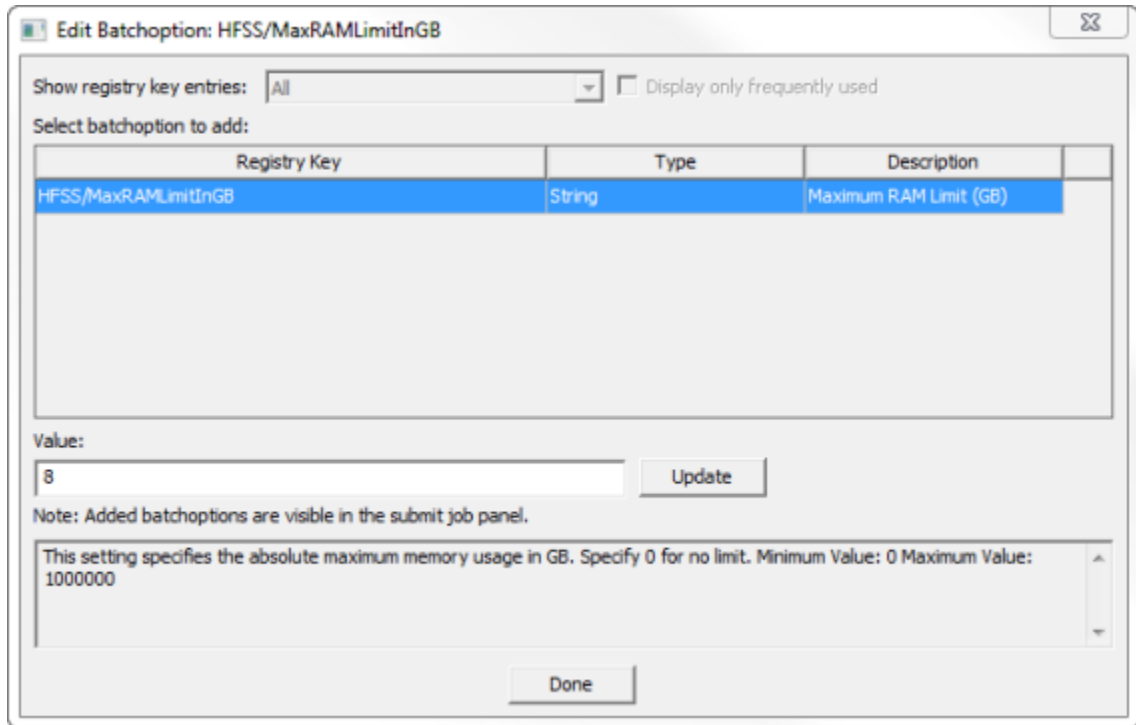 Edit Batchoption: HFSS/MaxRAMLimitInGB
Show registry key entries: All Display only frequently used
Select batchoption to add:
Registry Key Type Description
HFSS/MaxRAMLimitInGB String Maximum RAM Limit (GB)
Value:
8 Update
Note: Added batchoptions are visible in the submit job panel.
This setting specifies the absolute maximum memory usage in GB. Specify 0 for no limit. Minimum Value: 0 Maximum Value:
1000000
Done